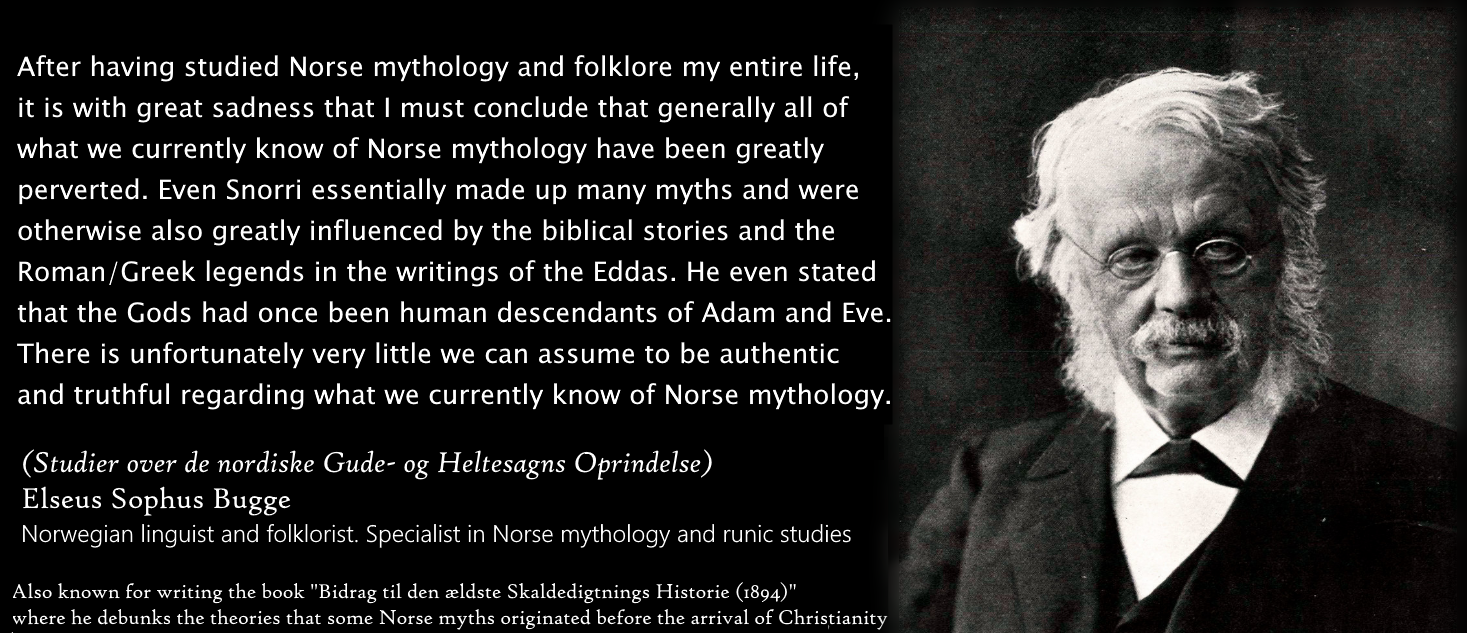 After having studied Norse mythology and folklore my entire life,
it is with great sadness that I must conclude that generally all of
what we currently know of Norse mythology have been greatly
perverted. Even Snorri essentially made up many myths and were
otherwise also greatly influenced by the biblical stories and the
Roman/Greek legends in the writings of the Eddas. He even stated
that the Gods had once been human descendants of Adam and Eve.
There is unfortunately very little we can assume to be authentic
and truthful regarding what we currently know of Norse mythology.
(Studier over de nordiske Gude- og Heltesagns Oprindelse)
Elseus Sophus Bugge
Norwegian linguist and folklorist. Specialist in Norse mythology and runic studies
Also known for writing the book "Bidrag til den ældste Skaldedigtnings Historie (1894)"
where he debunks the theories that some Norse myths originated before the arrival of Christianity